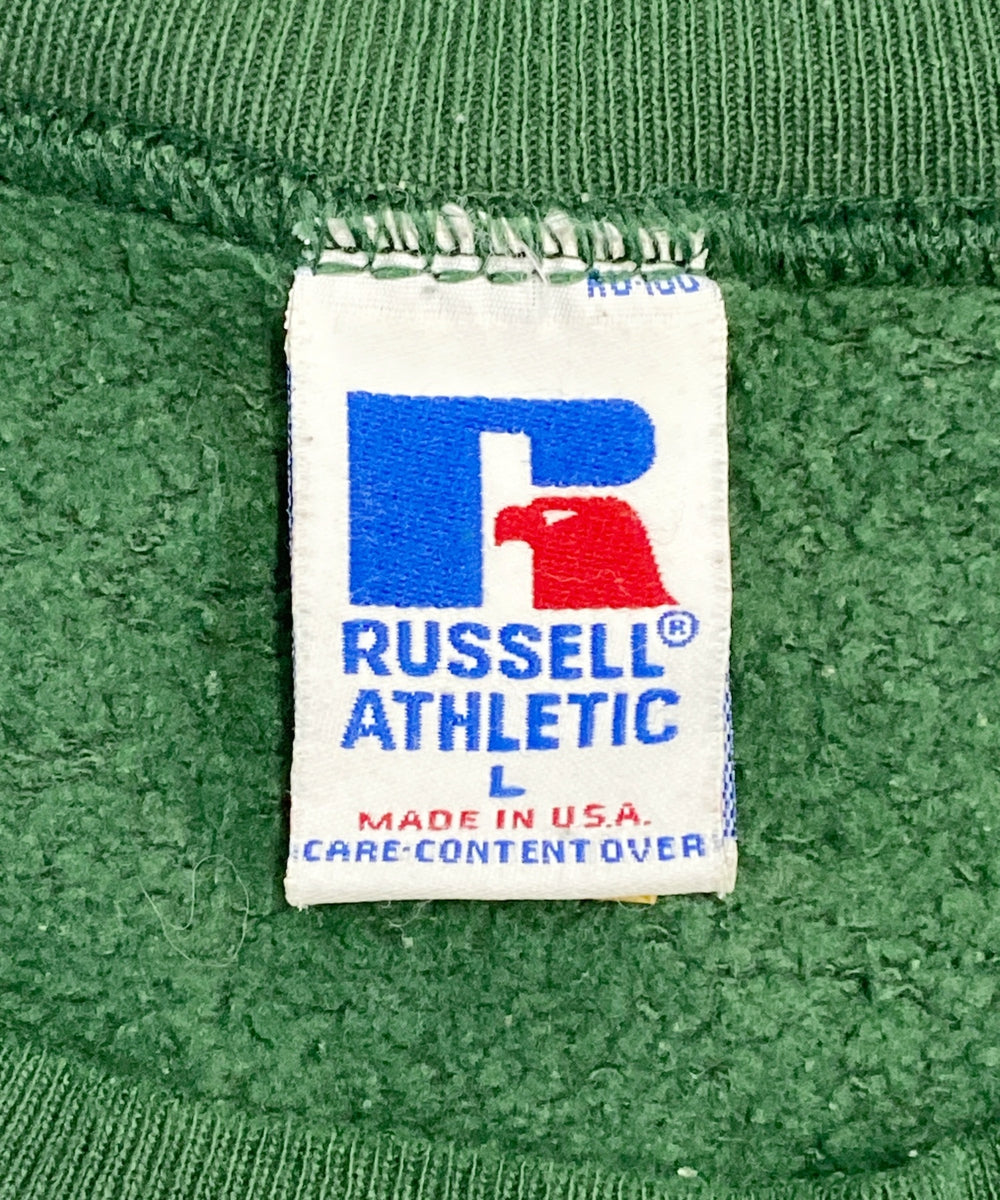 RUSSELL®
ATHLETIC
L
MADE IN U.S.A.
CARE-CONTENT OVER